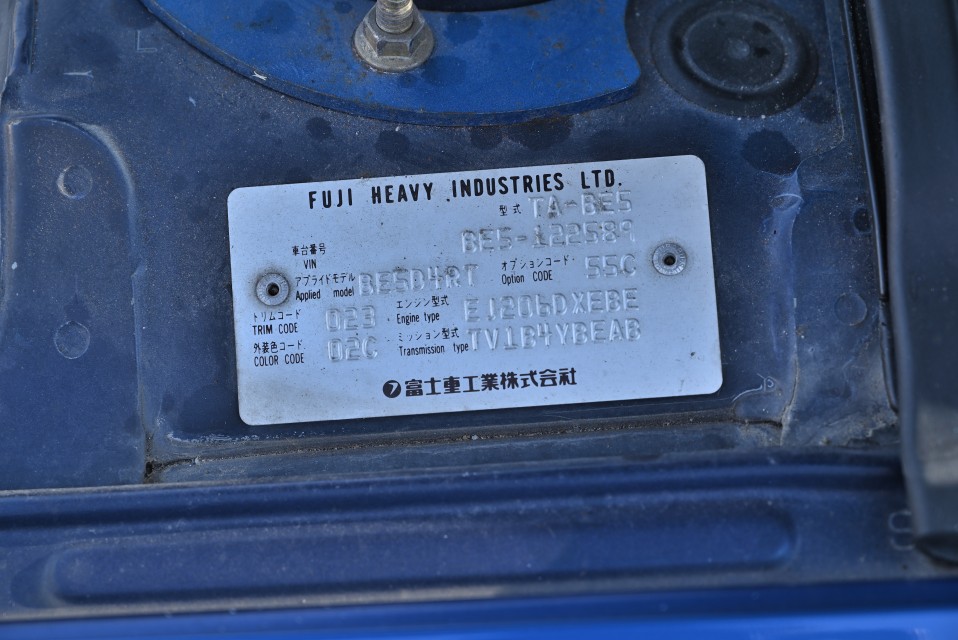 FUJI HEAVY INDUSTRIES LTD.
型式 TA-BE5
車台番号 VIN BE5-122589
アプライドモデル Applied model BE5D4RT オプションコード Option CODE 55C
トリムコード TRIM CODE 023 エンジン型式 Engine type EJ206DXEBE
外装色コード COLOR CODE 02C ミッション型式 Transmission type TV1B4YBEAB
⑦富士重工業株式会社